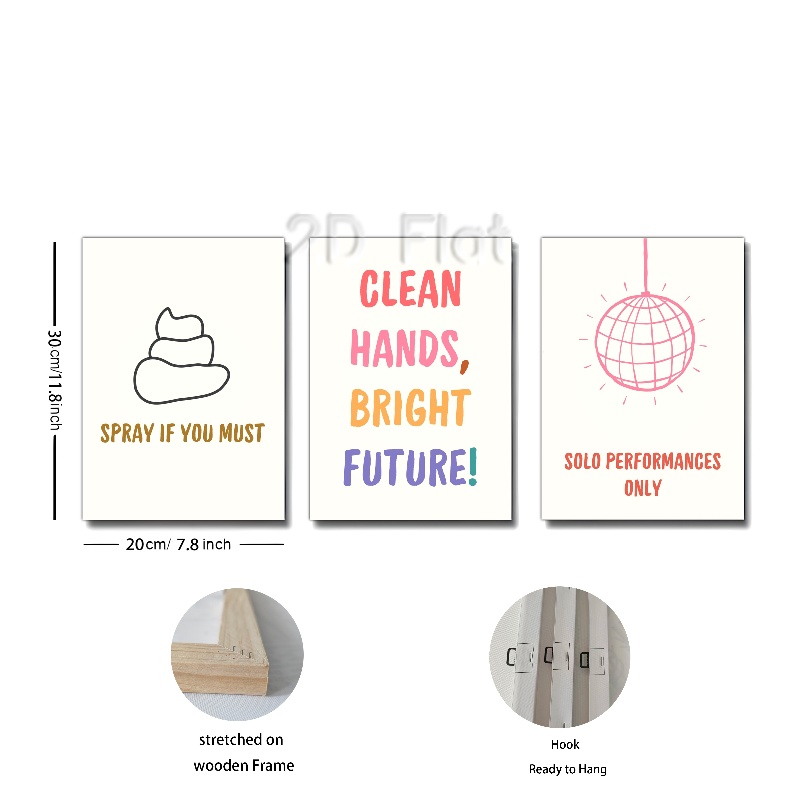 2D Flat
SPRAY IF YOU MUST
CLEAN
HANDS,
BRIGHT
FUTURE!
SOLO PERFORMANCES
ONLY
30cm/11.8inch
20cm/ 7.8 inch
stretched on
wooden Frame
Hook
Ready to Hang